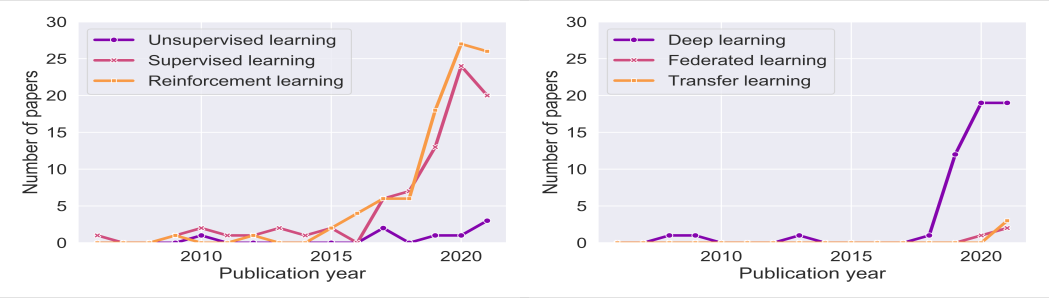 30
25
20
15
10
5
0
Number of papers
Unsupervised learning
Supervised learning
Reinforcement learning
2010 2015 2020
Publication year
30
25
20
15
10
5
0
Number of papers
Deep learning
Federated learning
Transfer learning
2010 2015 2020
Publication year